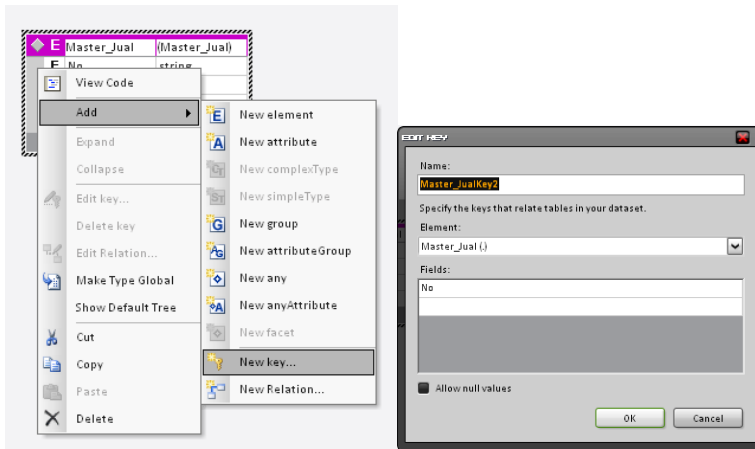 E Master_Jual (Master_Jual)
E No string
View Code
Add
Expand
Collapse
Edit key...
Delete key
Edit Relation...
Make Type Global
Show Default Tree
Cut
Copy
Paste
Delete
E New element
A New attribute
CT New complexType
ST New simpleType
G New group
AG New attributeGroup
New any
A New anyAttribute
New facet
New key...
New Relation...
EDIT KEY
Name:
Master_JualKey2
Specify the keys that relate tables in your dataset.
Element:
Master_Jual (.)
Fields:
No
Allow null values
OK Cancel